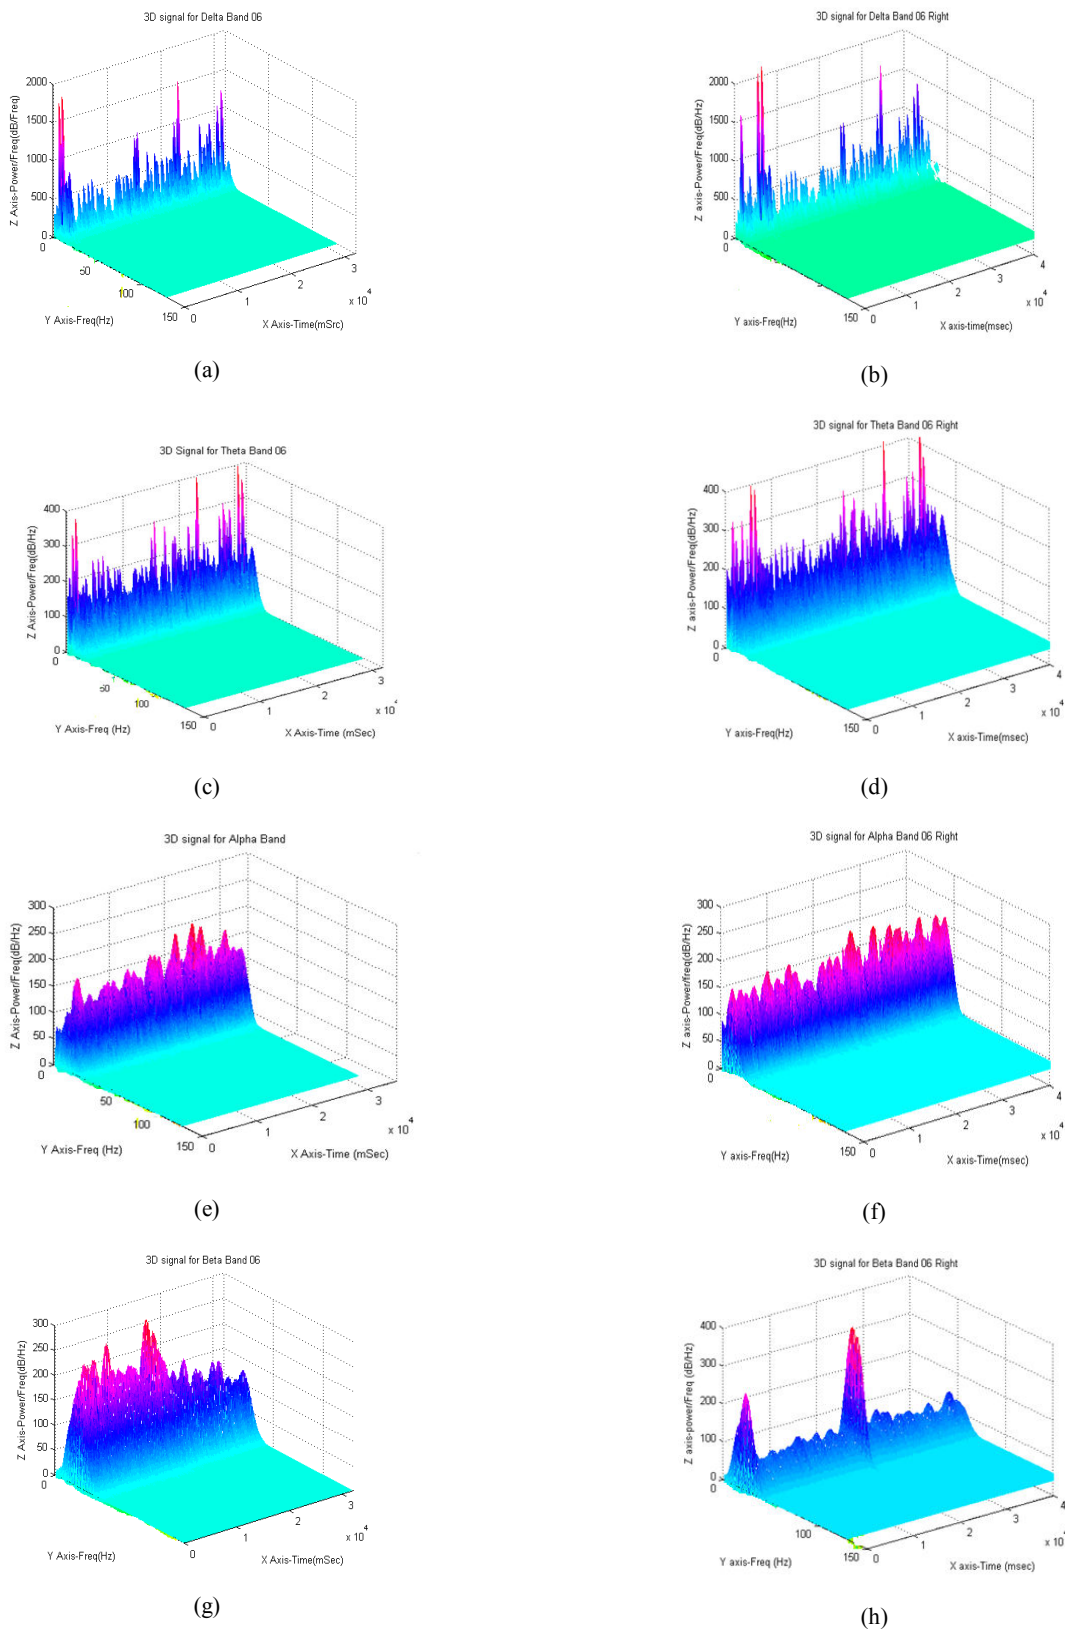 3D signal for Delta Band 06
2000
1500
1000
500
0
Z Axis-Power/Freq(dB/Freq)
0
50
100
150
Y Axis-Freq(Hz)
0
1
2
3
x 10^4
X Axis-Time(mSrc)
(a)
3D signal for Delta Band 06 Right
2000
1500
1000
500
0
Z axis-Power/Freq(dB/Hz)
0
150
Y axis-Freq(Hz)
0
1
2
3
4
x 10^4
X axis-time(msec)
(b)
3D Signal for Theta Band 06
400
300
200
100
0
Z Axis-Power/Freq(dB/Hz)
0
50
100
150
Y Axis-Freq (Hz)
0
1
2
3
x 10^4
X Axis-Time (mSec)
(c)
3D signal for Theta Band 06 Right
400
300
200
100
0
Z axis-Power/Freq(dB/Hz)
0
150
Y axis-Freq(Hz)
0
1
2
3
4
x 10^4
X axis-Time(msec)
(d)
3D signal for Alpha Band
300
250
200
150
100
50
0
Z Axis-Power/Freq(dB/Hz)
0
50
100
150
Y Axis-Freq (Hz)
0
1
2
3
x 10^4
X Axis-Time (mSec)
(e)
3D signal for Alpha Band 06 Right
300
250
200
150
100
50
0
Z axis-Power/freq(dB/Hz)
0
150
Y axis-Freq(Hz)
0
1
2
3
4
x 10^4
X axis-Time(msec)
(f)
3D signal for Beta Band 06
300
250
200
150
100
50
0
Z Axis-Power/Freq(dB/Hz)
0
Y Axis-Freq(Hz)
0
1
2
3
x 10^4
X Axis-Time(mSec)
(g)
3D signal for Beta Band 06 Right
400
300
200
100
0
Z axis-power/Freq (dB/Hz)
0
100
150
Y axis-Freq (Hz)
0
1
2
3
4
x 10^4
X axis-Time (msec)
(h)